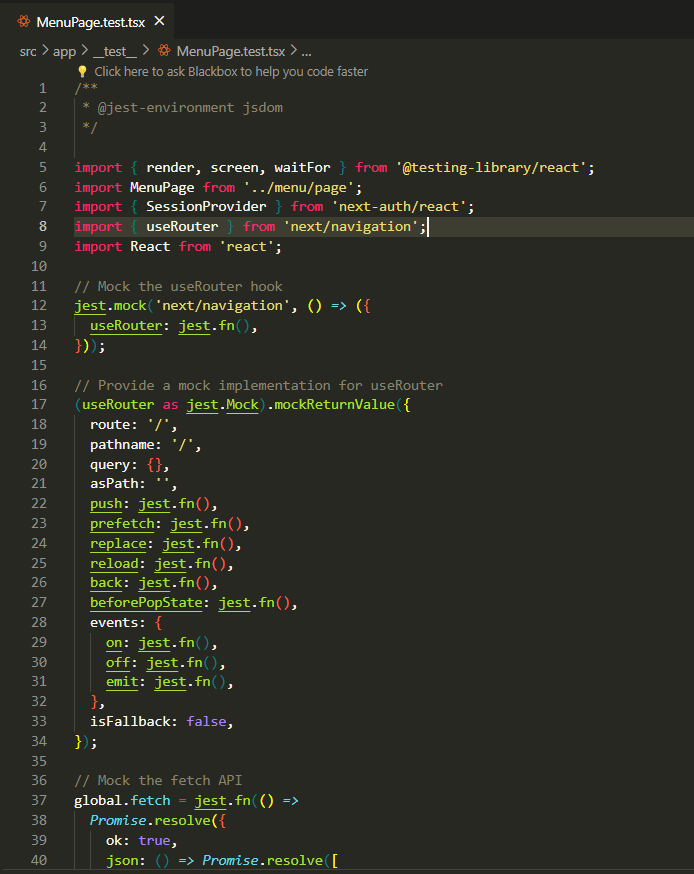 MenuPage.test.tsx ×
src > app > __test__ > MenuPage.test.tsx > ...
Click here to ask Blackbox to help you code faster
1 /**
2  * @jest-environment jsdom
3  */
4
5 import { render, screen, waitFor } from '@testing-library/react';
6 import MenuPage from '../menu/page';
7 import { SessionProvider } from 'next-auth/react';
8 import { useRouter } from 'next/navigation';
9 import React from 'react';
10
11 // Mock the useRouter hook
12 jest.mock('next/navigation', () => ({
13   useRouter: jest.fn(),
14 }));
15
16 // Provide a mock implementation for useRouter
17 (useRouter as jest.Mock).mockReturnValue({
18   route: '/',
19   pathname: '/',
20   query: {},
21   asPath: '',
22   push: jest.fn(),
23   prefetch: jest.fn(),
24   replace: jest.fn(),
25   reload: jest.fn(),
26   back: jest.fn(),
27   beforePopState: jest.fn(),
28   events: {
29     on: jest.fn(),
30     off: jest.fn(),
31     emit: jest.fn(),
32   },
33   isFallback: false,
34 });
35
36 // Mock the fetch API
37 global.fetch = jest.fn(() =>
38   Promise.resolve({
39     ok: true,
40     json: () => Promise.resolve([